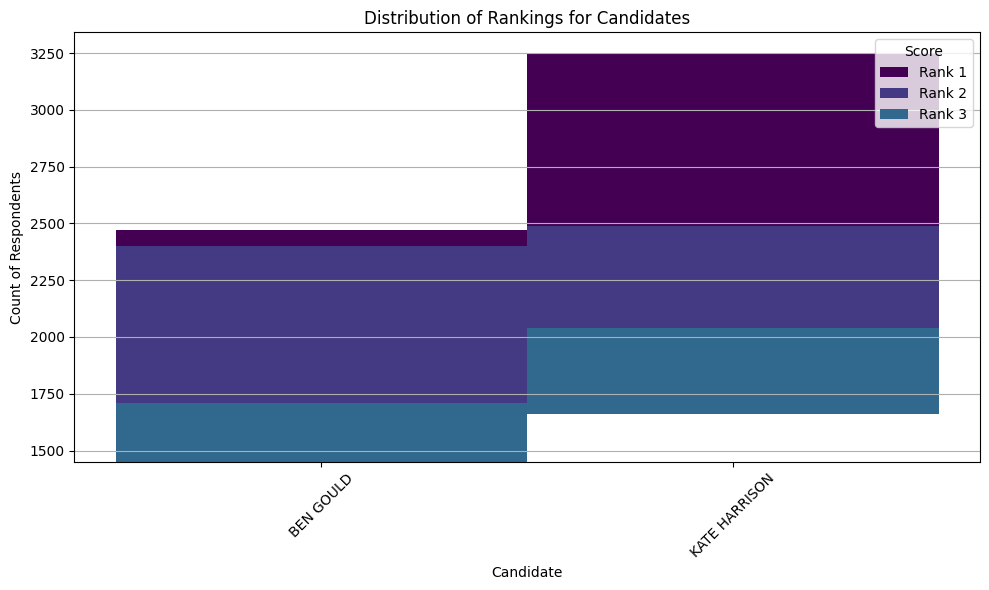 Distribution of Rankings for Candidates
Score
Rank 1
Rank 2
Rank 3
Count of Respondents
3250
3000
2750
2500
2250
2000
1750
1500
BEN GOULD
KATE HARRISON
Candidate